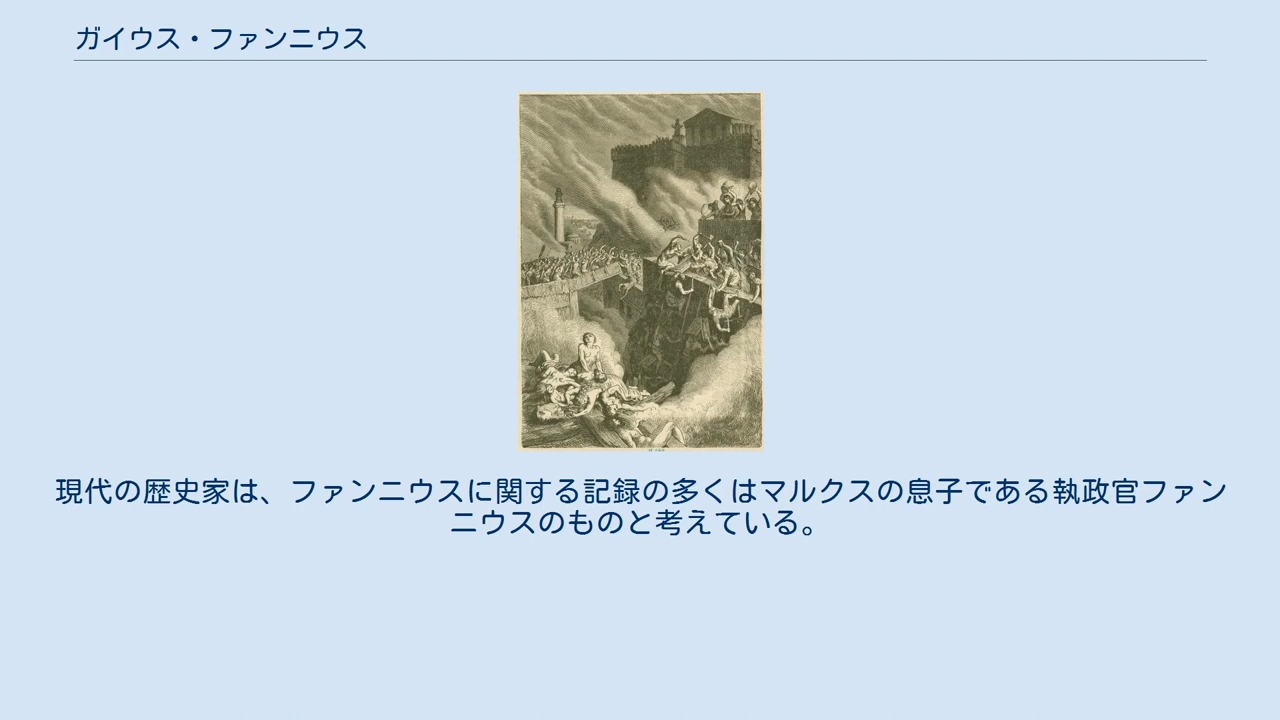 ガイウス・ファンニウス
現代の歴史家は、ファンニウスに関する記録の多くはマルクスの息子である執政官ファン
ニウスのものと考えている。